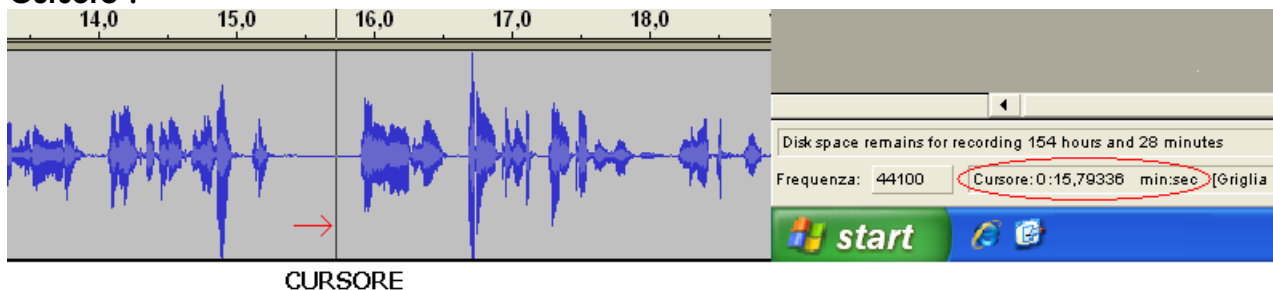 14,0 15,0 16,0 17,0 18,0
Disk space remains for recording 154 hours and 28 minutes
Frequenza: 44100 Cursore: 0:15,79336 min:sec [Griglia
start
CURSORE